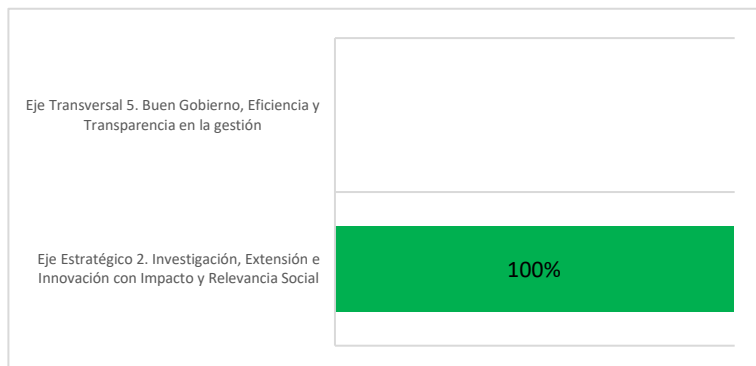 Eje Transversal 5. Buen Gobierno, Eficiencia y
Transparencia en la gestión
Eje Estratégico 2. Investigación, Extensión e
Innovación con Impacto y Relevancia Social
100%